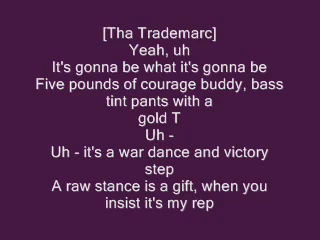 [Tha Trademarc]
Yeah, uh
It's gonna be what it's gonna be
Five pounds of courage buddy, bass
tint pants with a
gold T
Uh -
Uh - it's a war dance and victory
step
A raw stance is a gift, when you
insist it's my rep